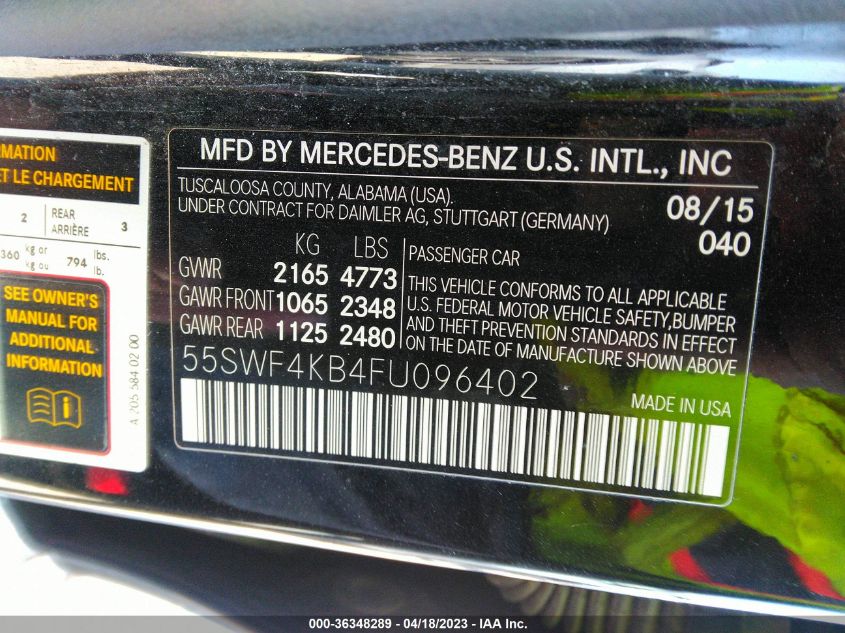 RMATION
ET LE CHARGEMENT
2 REAR ARRIÈRE 3
360 kg or kg ou 794 lbs. lb.
SEE OWNER'S
MANUAL FOR
ADDITIONAL
INFORMATION
A 205 584 02 00
MFD BY MERCEDES-BENZ U.S. INTL., INC
TUSCALOOSA COUNTY, ALABAMA (USA).
UNDER CONTRACT FOR DAIMLER AG, STUTTGART (GERMANY)
08/15
040
KG LBS
GVWR 2165 4773
GAWR FRONT 1065 2348
GAWR REAR 1125 2480
PASSENGER CAR
THIS VEHICLE CONFORMS TO ALL APPLICABLE
U.S. FEDERAL MOTOR VEHICLE SAFETY,BUMPER
AND THEFT PREVENTION STANDARDS IN EFFECT
ON THE DATE OF MANUFACTURE SHOWN ABOVE
55SWF4KB4FU096402
MADE IN USA
000-36348289 - 04/18/2023 - IAA Inc.